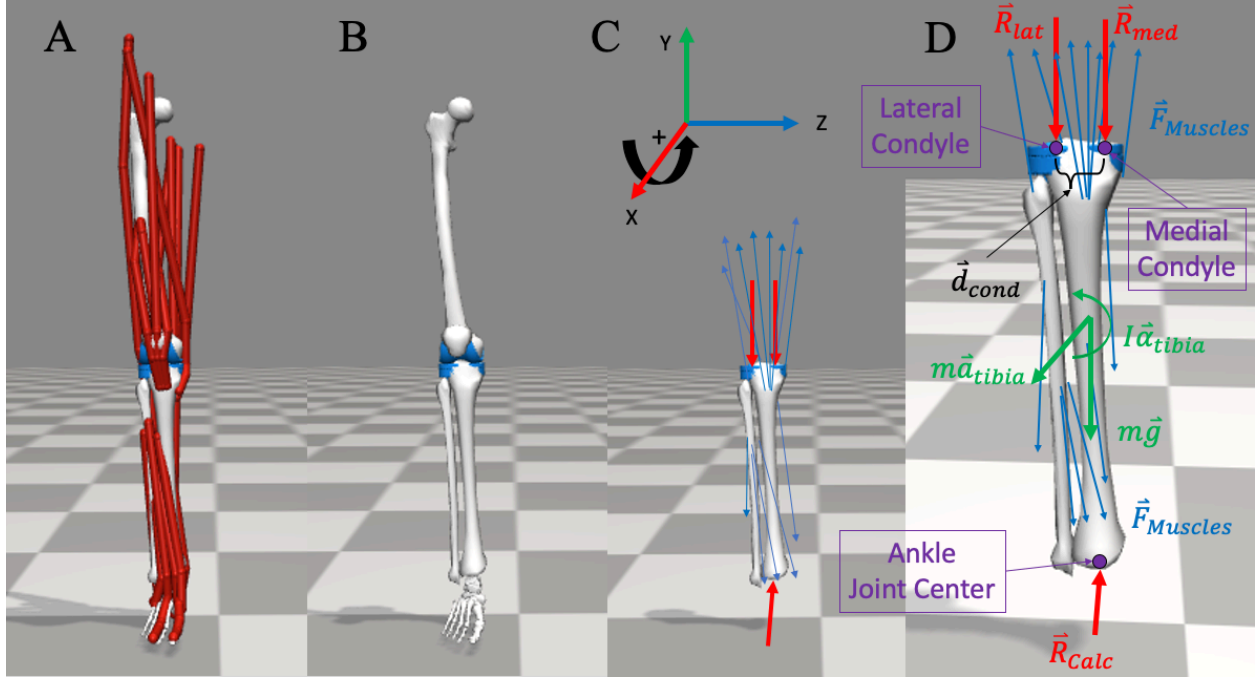 A
B
C
D
Y
Z
X
+
R⃗lat
R⃗med
Lateral
Condyle
F⃗Muscles
Medial
Condyle
d⃗cond
Iα⃗tibia
ma⃗tibia
mg⃗
F⃗Muscles
Ankle
Joint Center
R⃗Calc